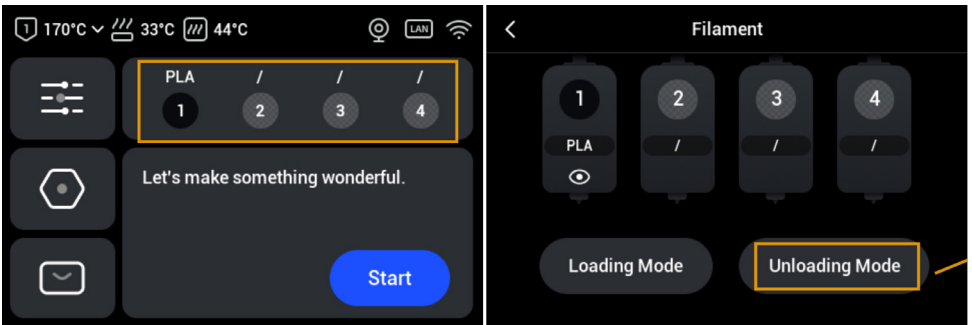 1 170°C 33°C 44°C LAN
PLA / / /
1 2 3 4
Let's make something wonderful.
Start
Filament
1 2 3 4
PLA / / /
Loading Mode Unloading Mode